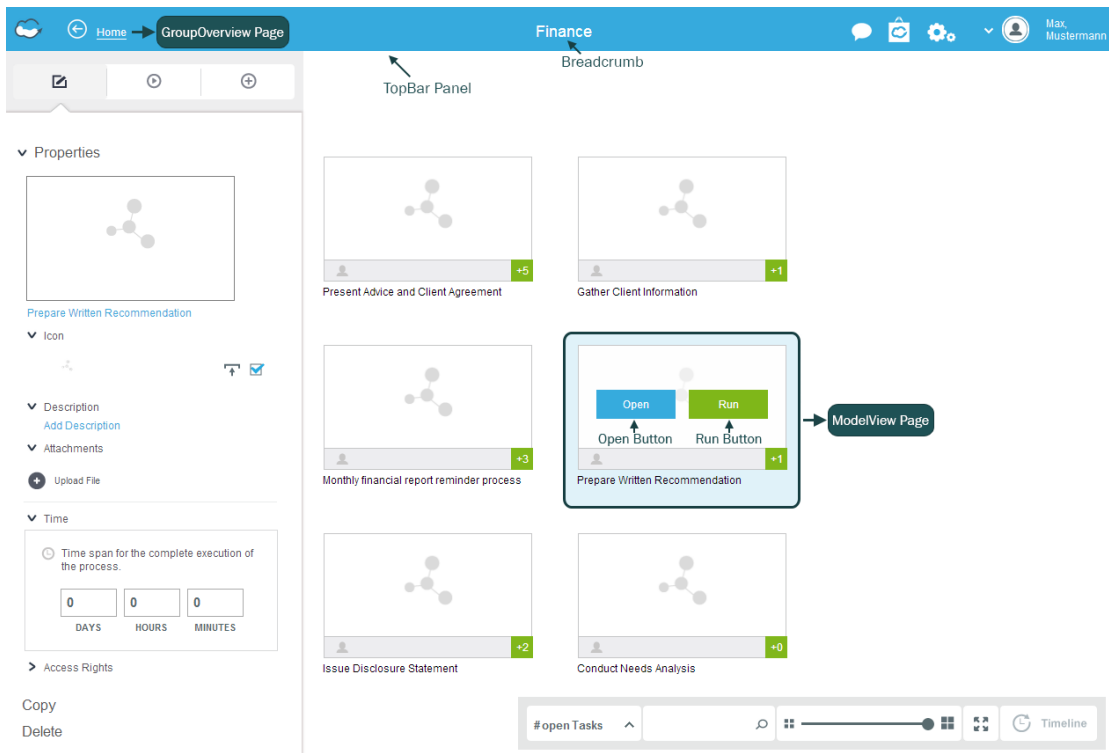 Home
GroupOverview Page
Finance
Max,
Mustermann
Breadcrumb
TopBar Panel
Properties
Prepare Written Recommendation
Icon
Description
Add Description
Attachments
Upload File
Time
Time span for the complete execution of
the process.
0 0 0
DAYS HOURS MINUTES
Access Rights
Copy
Delete
+5
Present Advice and Client Agreement
+1
Gather Client Information
+3
Monthly financial report reminder process
Open Run
Open Button Run Button
+1
Prepare Written Recommendation
ModelView Page
+2
Issue Disclosure Statement
+0
Conduct Needs Analysis
#open Tasks
Timeline